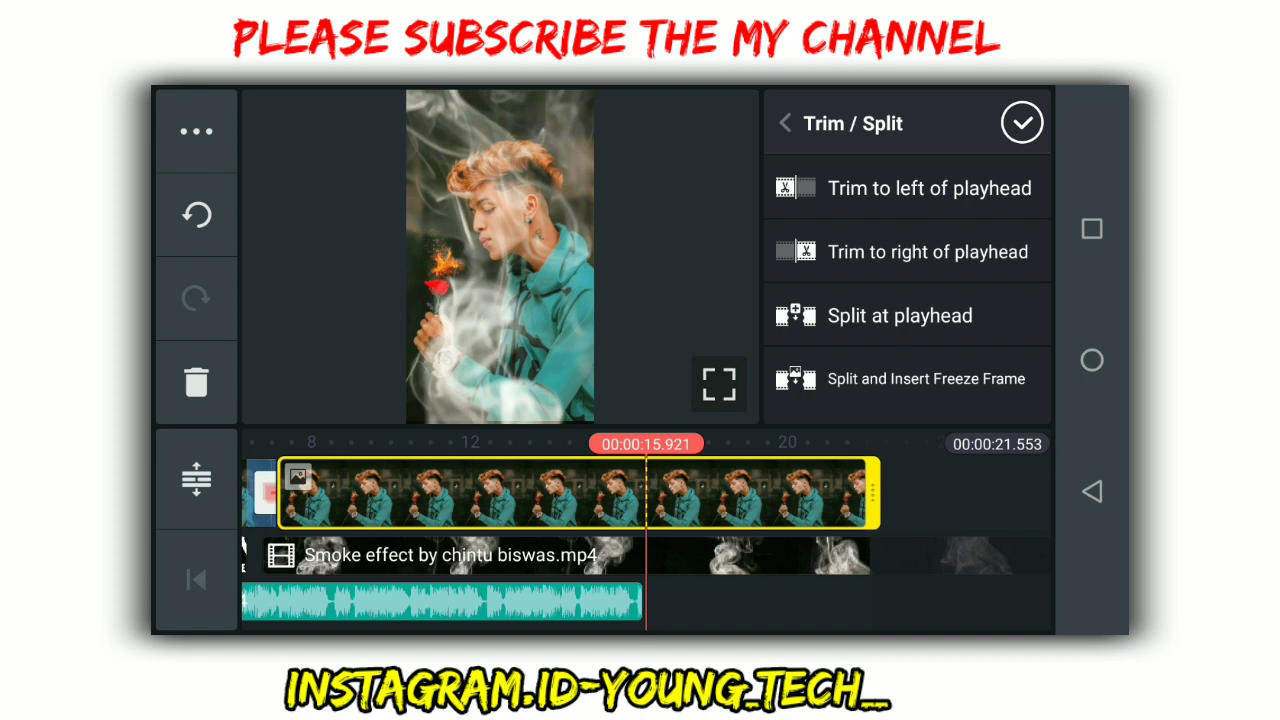 PLEASE SUBSCRIBE THE MY CHANNEL
Trim / Split
Trim to left of playhead
Trim to right of playhead
Split at playhead
Split and Insert Freeze Frame
8
12
00:00:15.921
20
00:00:21.553
Smoke effect by chintu biswas.mp4
INSTAGRAM.ID-YOUNG_TECH__